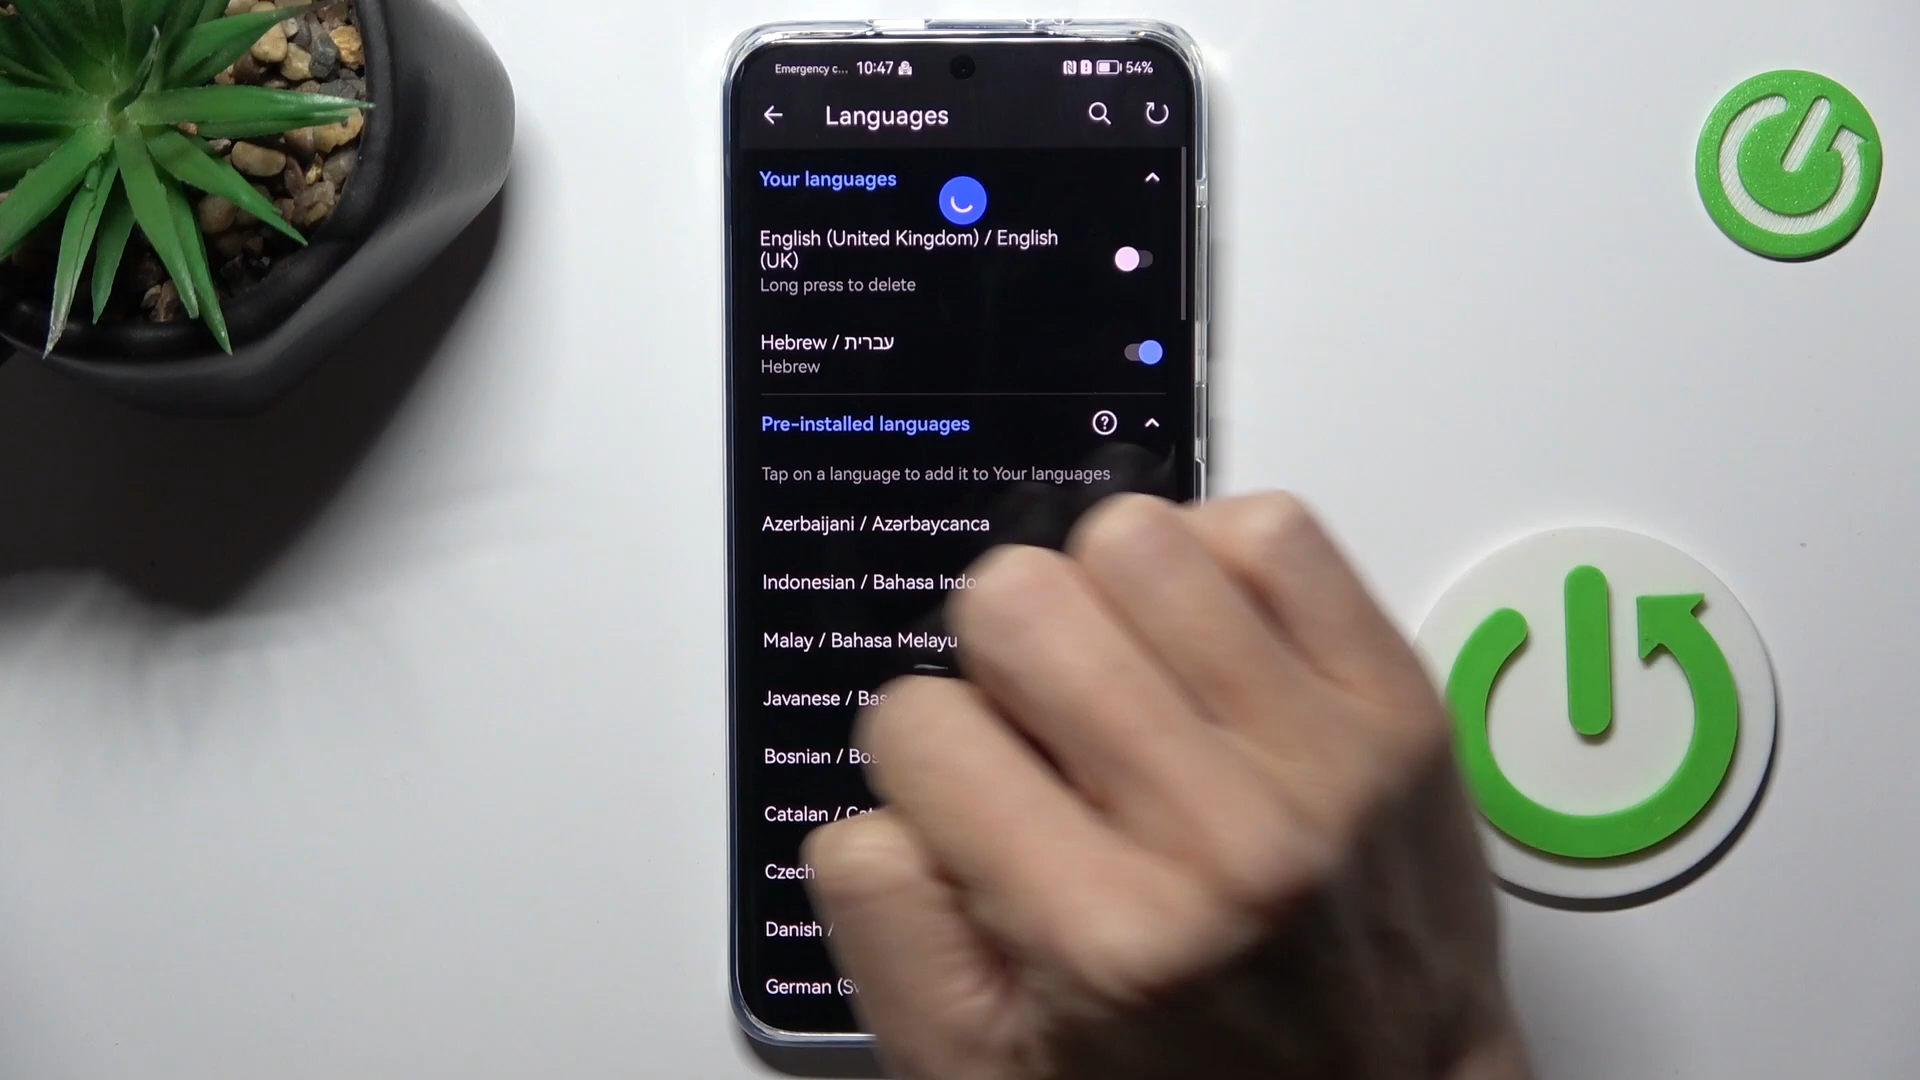 Emergency c... 10:47 54%
Languages
Your languages
English (United Kingdom) / English
(UK)
Long press to delete
Hebrew / עברית
Hebrew
Pre-installed languages
Tap on a language to add it to Your languages
Azerbaijani / Azərbaycanca
Indonesian / Bahasa Indo
Malay / Bahasa Melayu
Javanese / Bas
Bosnian / Bos
Catalan / Cat
Czech
Danish /
German (Sv